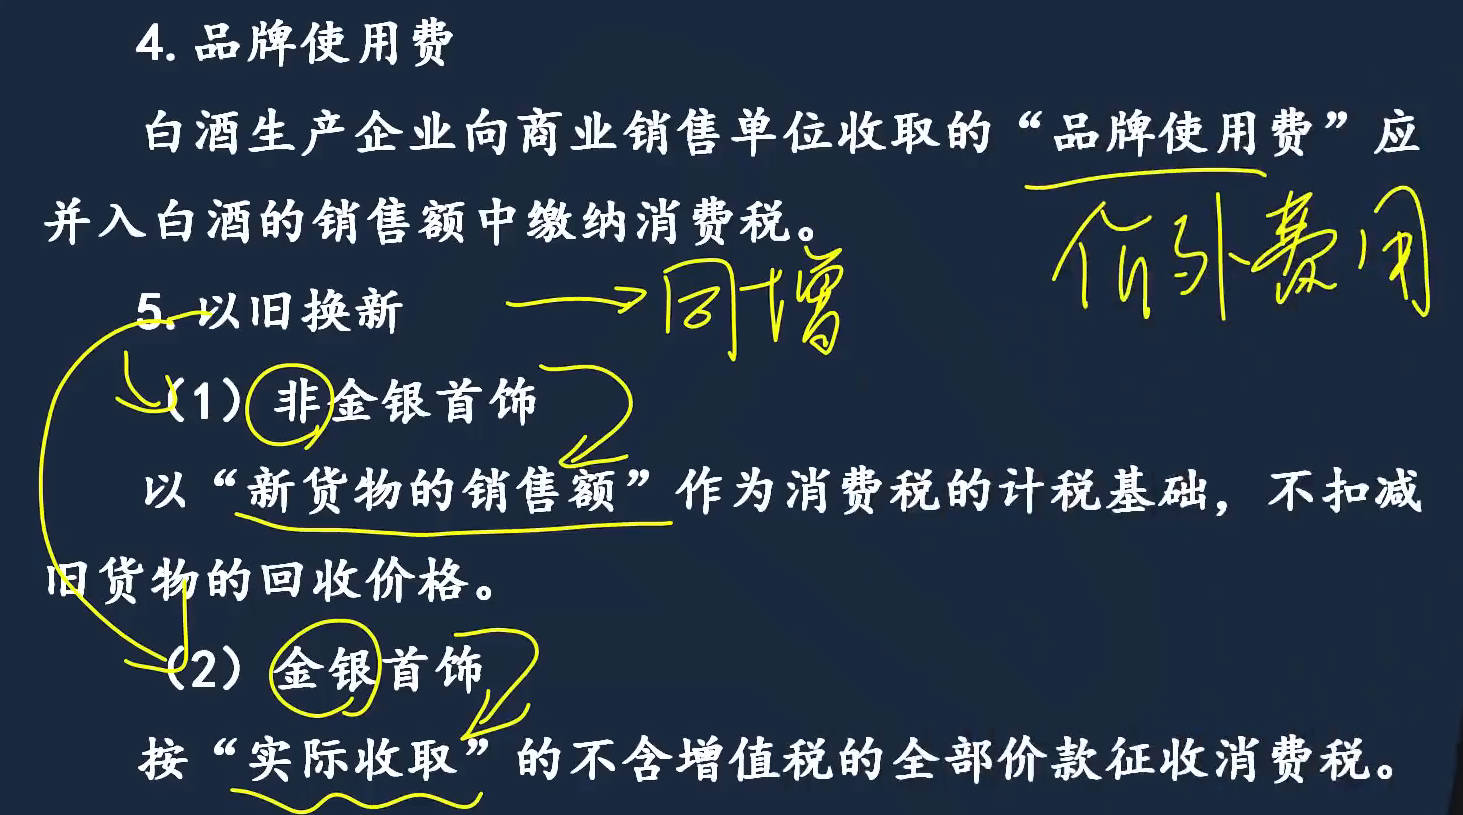 4. 品牌使用费
白酒生产企业向商业销售单位收取的“品牌使用费”应
并入白酒的销售额中缴纳消费税。
价外费用
5. 以旧换新
同增
（1）非金银首饰
以“新货物的销售额”作为消费税的计税基础，不扣减
旧货物的回收价格。
（2）金银首饰
按“实际收取”的不含增值税的全部价款征收消费税。